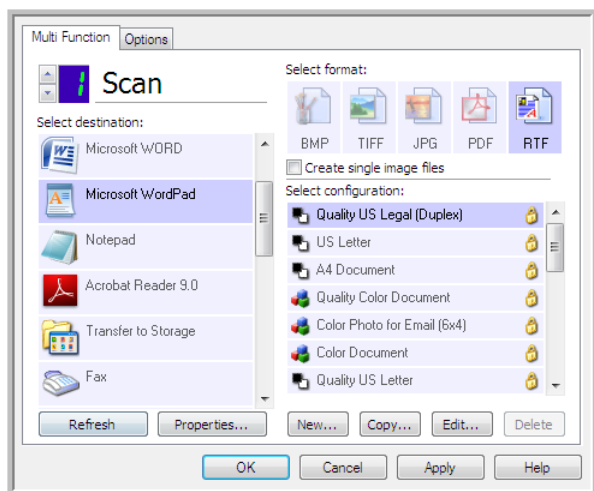 Multi Function
Options
1 Scan
Select destination:
Microsoft WORD
Microsoft WordPad
Notepad
Acrobat Reader 9.0
Transfer to Storage
Fax
Refresh
Properties...
Select format:
BMP TIFF JPG PDF RTF
Create single image files
Select configuration:
Quality US Legal (Duplex)
US Letter
A4 Document
Quality Color Document
Color Photo for Email (6x4)
Color Document
Quality US Letter
New... Copy... Edit... Delete
OK Cancel Apply Help